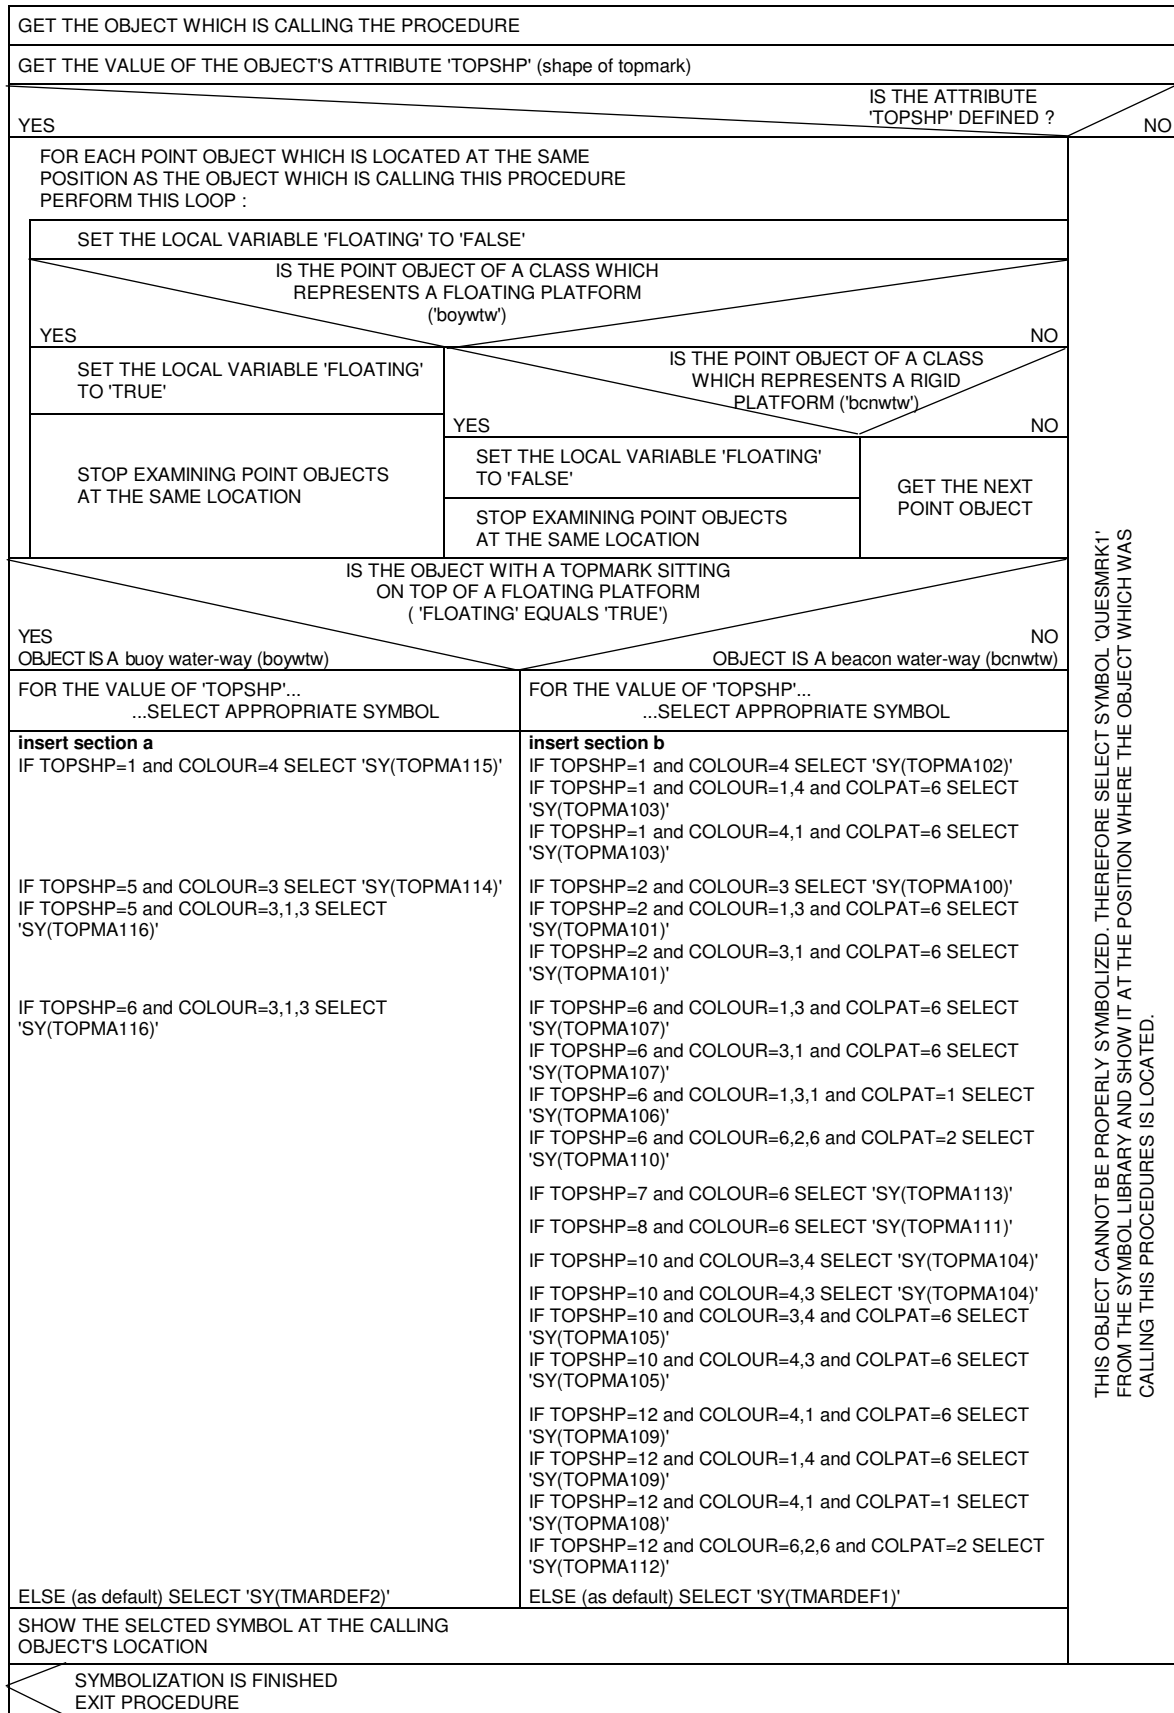 GET THE OBJECT WHICH IS CALLING THE PROCEDURE
GET THE VALUE OF THE OBJECT'S ATTRIBUTE 'TOPSHP' (shape of topmark)
IS THE ATTRIBUTE
'TOPSHP' DEFINED ?
YES
NO
FOR EACH POINT OBJECT WHICH IS LOCATED AT THE SAME
POSITION AS THE OBJECT WHICH IS CALLING THIS PROCEDURE
PERFORM THIS LOOP :
SET THE LOCAL VARIABLE 'FLOATING' TO 'FALSE'
IS THE POINT OBJECT OF A CLASS WHICH
REPRESENTS A FLOATING PLATFORM
('boywtw')
YES
NO
SET THE LOCAL VARIABLE 'FLOATING'
TO 'TRUE'
STOP EXAMINING POINT OBJECTS
AT THE SAME LOCATION
IS THE POINT OBJECT OF A CLASS
WHICH REPRESENTS A RIGID
PLATFORM ('bcnwtw')
YES
NO
SET THE LOCAL VARIABLE 'FLOATING'
TO 'FALSE'
STOP EXAMINING POINT OBJECTS
AT THE SAME LOCATION
GET THE NEXT
POINT OBJECT
IS THE OBJECT WITH A TOPMARK SITTING
ON TOP OF A FLOATING PLATFORM
( 'FLOATING' EQUALS 'TRUE')
YES
OBJECT IS A buoy water-way (boywtw)
NO
OBJECT IS A beacon water-way (bcnwtw)
FOR THE VALUE OF 'TOPSHP'...
...SELECT APPROPRIATE SYMBOL
insert section a
IF TOPSHP=1 and COLOUR=4 SELECT 'SY(TOPMA115)'
IF TOPSHP=5 and COLOUR=3 SELECT 'SY(TOPMA114)'
IF TOPSHP=5 and COLOUR=3,1,3 SELECT
'SY(TOPMA116)'
IF TOPSHP=6 and COLOUR=3,1,3 SELECT
'SY(TOPMA116)'
ELSE (as default) SELECT 'SY(TMARDEF2)'
FOR THE VALUE OF 'TOPSHP'...
...SELECT APPROPRIATE SYMBOL
insert section b
IF TOPSHP=1 and COLOUR=4 SELECT 'SY(TOPMA102)'
IF TOPSHP=1 and COLOUR=1,4 and COLPAT=6 SELECT
'SY(TOPMA103)'
IF TOPSHP=1 and COLOUR=4,1 and COLPAT=6 SELECT
'SY(TOPMA103)'
IF TOPSHP=2 and COLOUR=3 SELECT 'SY(TOPMA100)'
IF TOPSHP=2 and COLOUR=1,3 and COLPAT=6 SELECT
'SY(TOPMA101)'
IF TOPSHP=2 and COLOUR=3,1 and COLPAT=6 SELECT
'SY(TOPMA101)'
IF TOPSHP=6 and COLOUR=1,3 and COLPAT=6 SELECT
'SY(TOPMA107)'
IF TOPSHP=6 and COLOUR=3,1 and COLPAT=6 SELECT
'SY(TOPMA107)'
IF TOPSHP=6 and COLOUR=1,3,1 and COLPAT=1 SELECT
'SY(TOPMA106)'
IF TOPSHP=6 and COLOUR=6,2,6 and COLPAT=2 SELECT
'SY(TOPMA110)'
IF TOPSHP=7 and COLOUR=6 SELECT 'SY(TOPMA113)'
IF TOPSHP=8 and COLOUR=6 SELECT 'SY(TOPMA111)'
IF TOPSHP=10 and COLOUR=3,4 SELECT 'SY(TOPMA104)'
IF TOPSHP=10 and COLOUR=4,3 SELECT 'SY(TOPMA104)'
IF TOPSHP=10 and COLOUR=3,4 and COLPAT=6 SELECT
'SY(TOPMA105)'
IF TOPSHP=10 and COLOUR=4,3 and COLPAT=6 SELECT
'SY(TOPMA105)'
IF TOPSHP=12 and COLOUR=4,1 and COLPAT=6 SELECT
'SY(TOPMA109)'
IF TOPSHP=12 and COLOUR=1,4 and COLPAT=6 SELECT
'SY(TOPMA109)'
IF TOPSHP=12 and COLOUR=4,1 and COLPAT=1 SELECT
'SY(TOPMA108)'
IF TOPSHP=12 and COLOUR=6,2,6 and COLPAT=2 SELECT
'SY(TOPMA112)'
ELSE (as default) SELECT 'SY(TMARDEF1)'
SHOW THE SELCTED SYMBOL AT THE CALLING
OBJECT'S LOCATION
THIS OBJECT CANNOT BE PROPERLY SYMBOLIZED. THEREFORE SELECT SYMBOL 'QUESMRK1'
FROM THE SYMBOL LIBRARY AND SHOW IT AT THE POSITION WHERE THE OBJECT WHICH WAS
CALLING THIS PROCEDURES IS LOCATED.
SYMBOLIZATION IS FINISHED
EXIT PROCEDURE